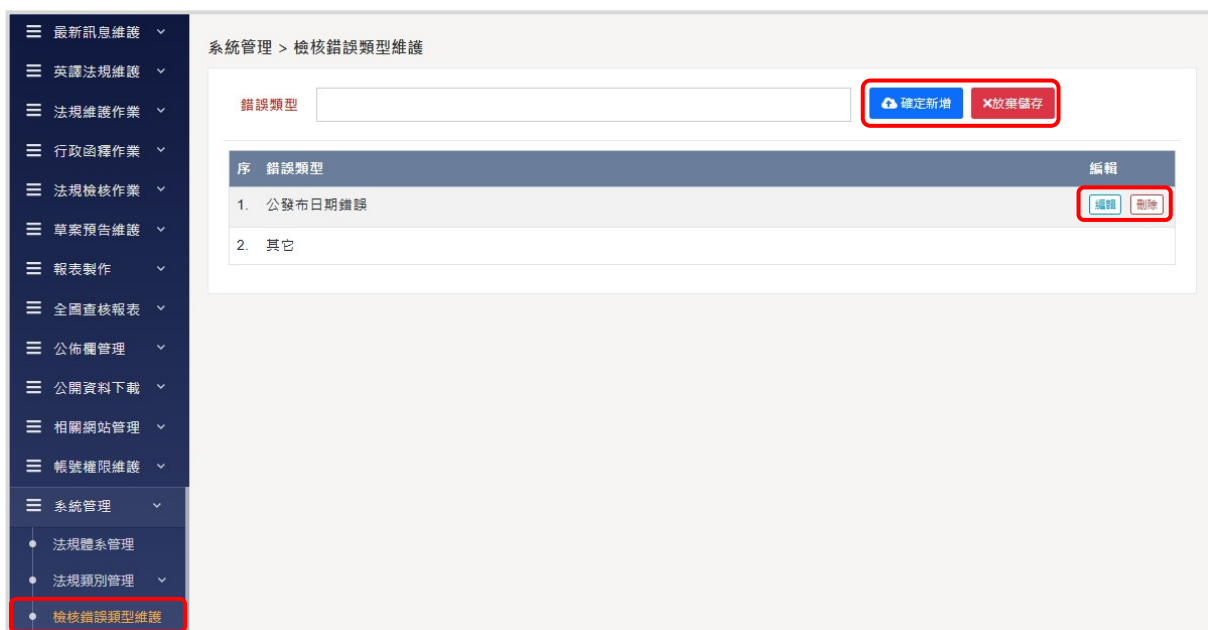 最新訊息維護
英譯法規維護
法規維護作業
行政函釋作業
法規檢核作業
草案預告維護
報表製作
全國查核報表
公佈欄管理
公開資料下載
相關網站管理
帳號權限維護
系統管理
法規體系管理
法規類別管理
檢核錯誤類型維護
系統管理 > 檢核錯誤類型維護
錯誤類型 確定新增 ×放棄儲存
序 錯誤類型 編輯
1. 公發布日期錯誤 編輯 刪除
2. 其它